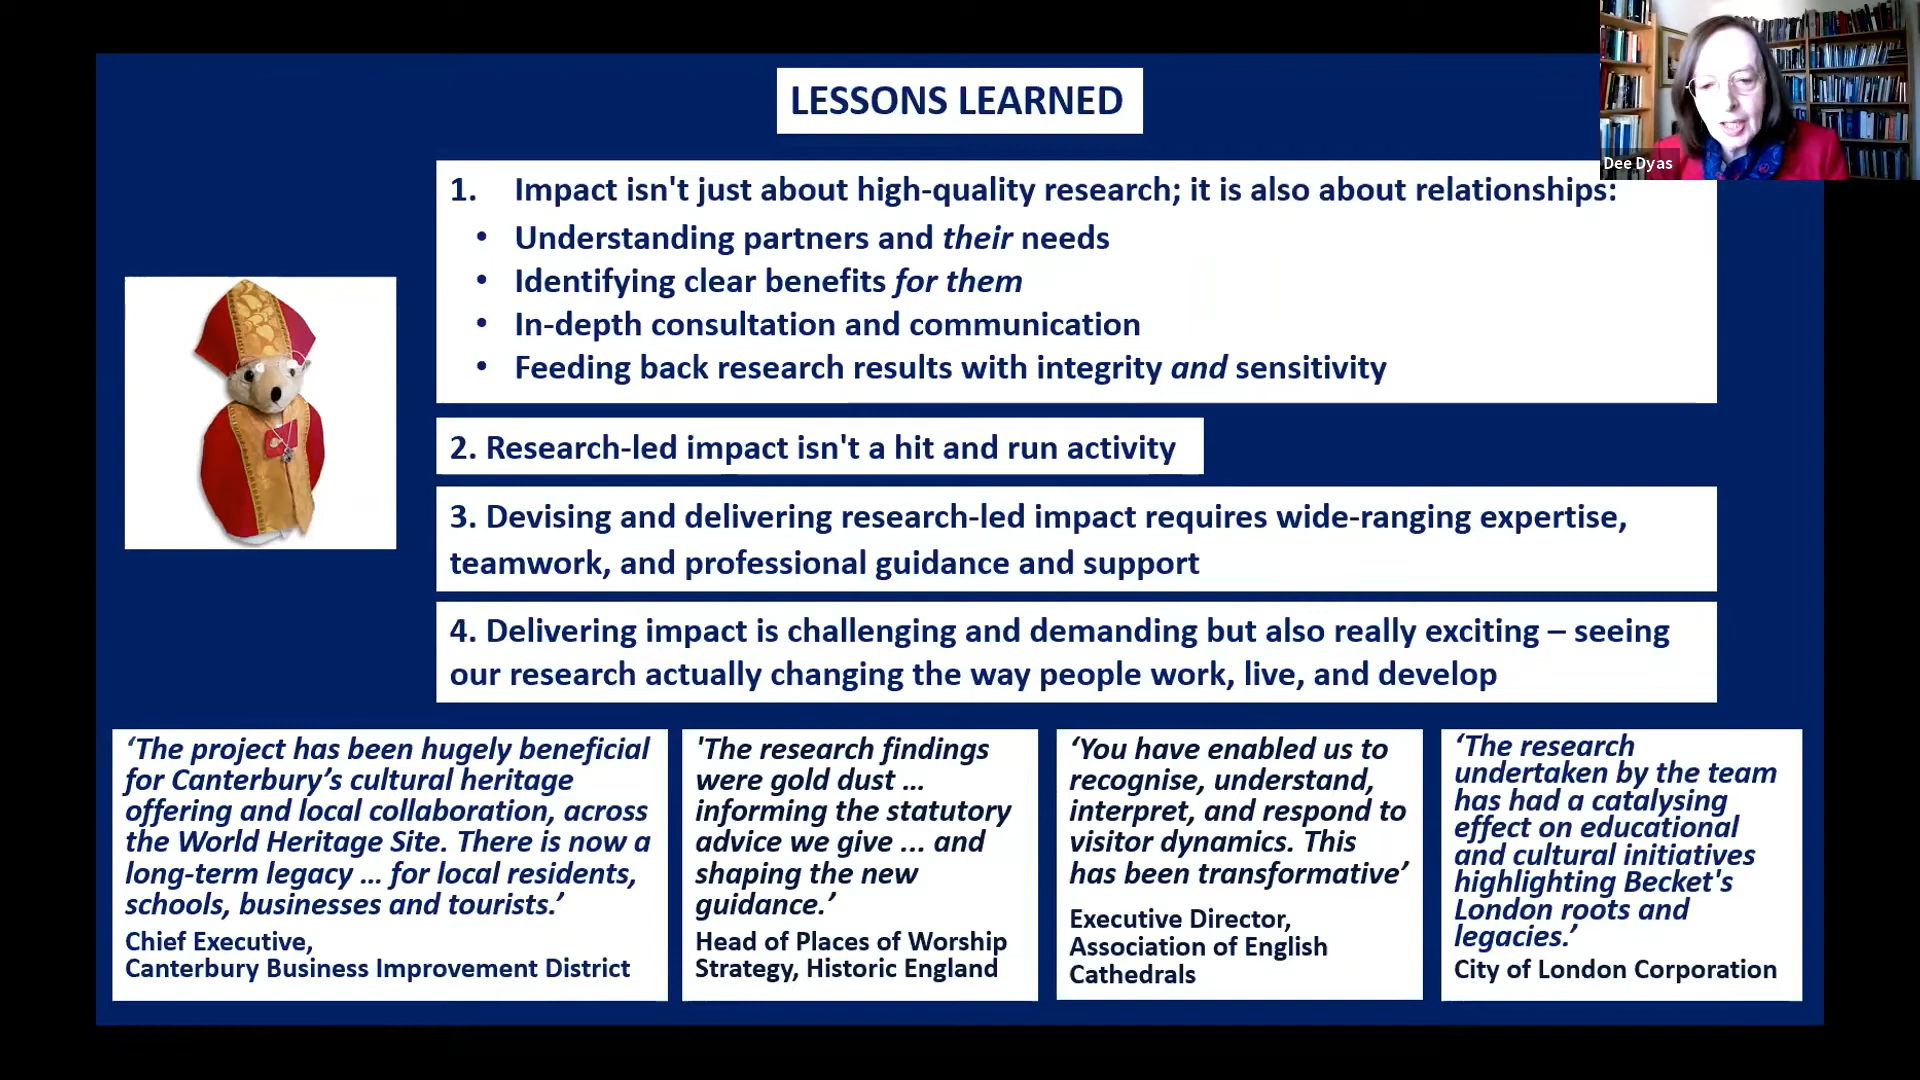 LESSONS LEARNED
Dee Dyas
1. Impact isn't just about high-quality research; it is also about relationships:
• Understanding partners and their needs
• Identifying clear benefits for them
• In-depth consultation and communication
• Feeding back research results with integrity and sensitivity
2. Research-led impact isn't a hit and run activity
3. Devising and delivering research-led impact requires wide-ranging expertise,
teamwork, and professional guidance and support
4. Delivering impact is challenging and demanding but also really exciting – seeing
our research actually changing the way people work, live, and develop
‘The project has been hugely beneficial
for Canterbury’s cultural heritage
offering and local collaboration, across
the World Heritage Site. There is now a
long-term legacy ... for local residents,
schools, businesses and tourists.’
Chief Executive,
Canterbury Business Improvement District
'The research findings
were gold dust ...
informing the statutory
advice we give ... and
shaping the new
guidance.’
Head of Places of Worship
Strategy, Historic England
‘You have enabled us to
recognise, understand,
interpret, and respond to
visitor dynamics. This
has been transformative’
Executive Director,
Association of English
Cathedrals
‘The research
undertaken by the team
has had a catalysing
effect on educational
and cultural initiatives
highlighting Becket's
London roots and
legacies.’
City of London Corporation